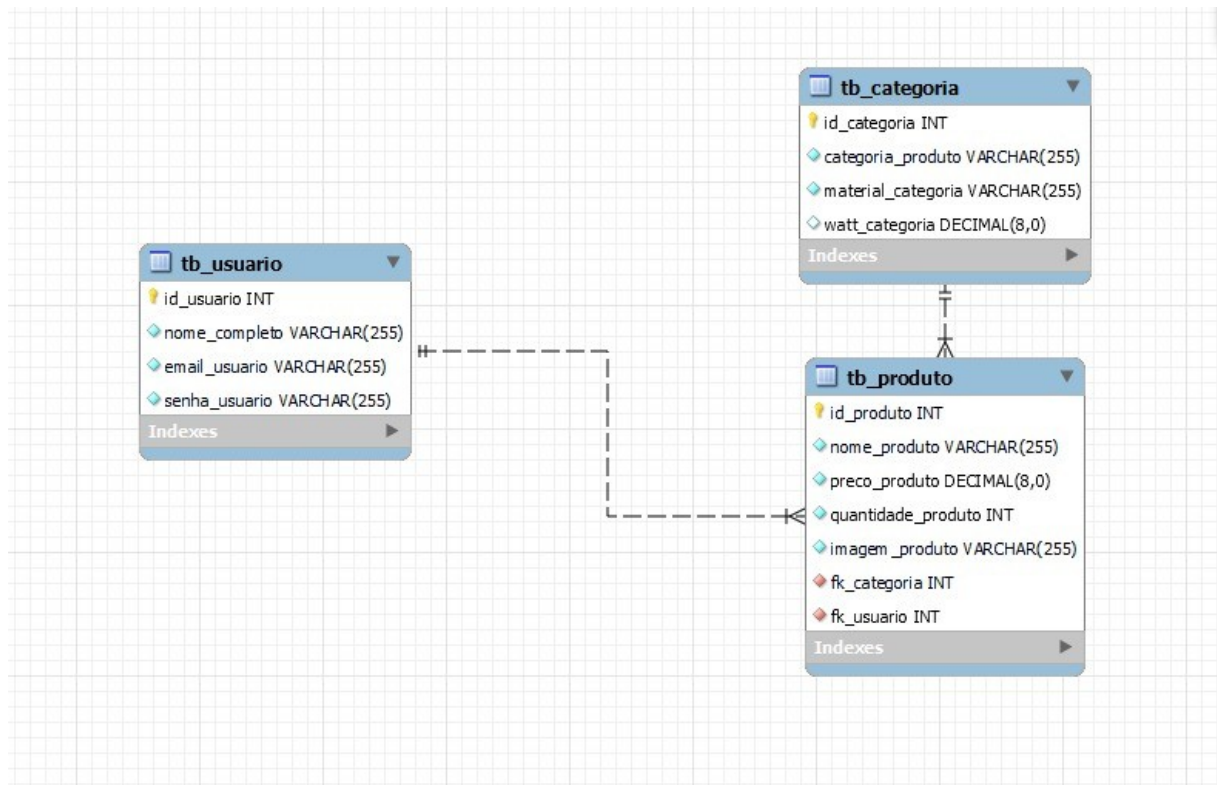 tb_categoria
id_categoria INT
categoria_produto VARCHAR(255)
material_categoria VARCHAR(255)
watt_categoria DECIMAL(8,0)
Indexes
tb_usuario
id_usuario INT
nome_completo VARCHAR(255)
email_usuario VARCHAR(255)
senha_usuario VARCHAR(255)
Indexes
tb_produto
id_produto INT
nome_produto VARCHAR(255)
preco_produto DECIMAL(8,0)
quantidade_produto INT
imagem_produto VARCHAR(255)
fk_categoria INT
fk_usuario INT
Indexes